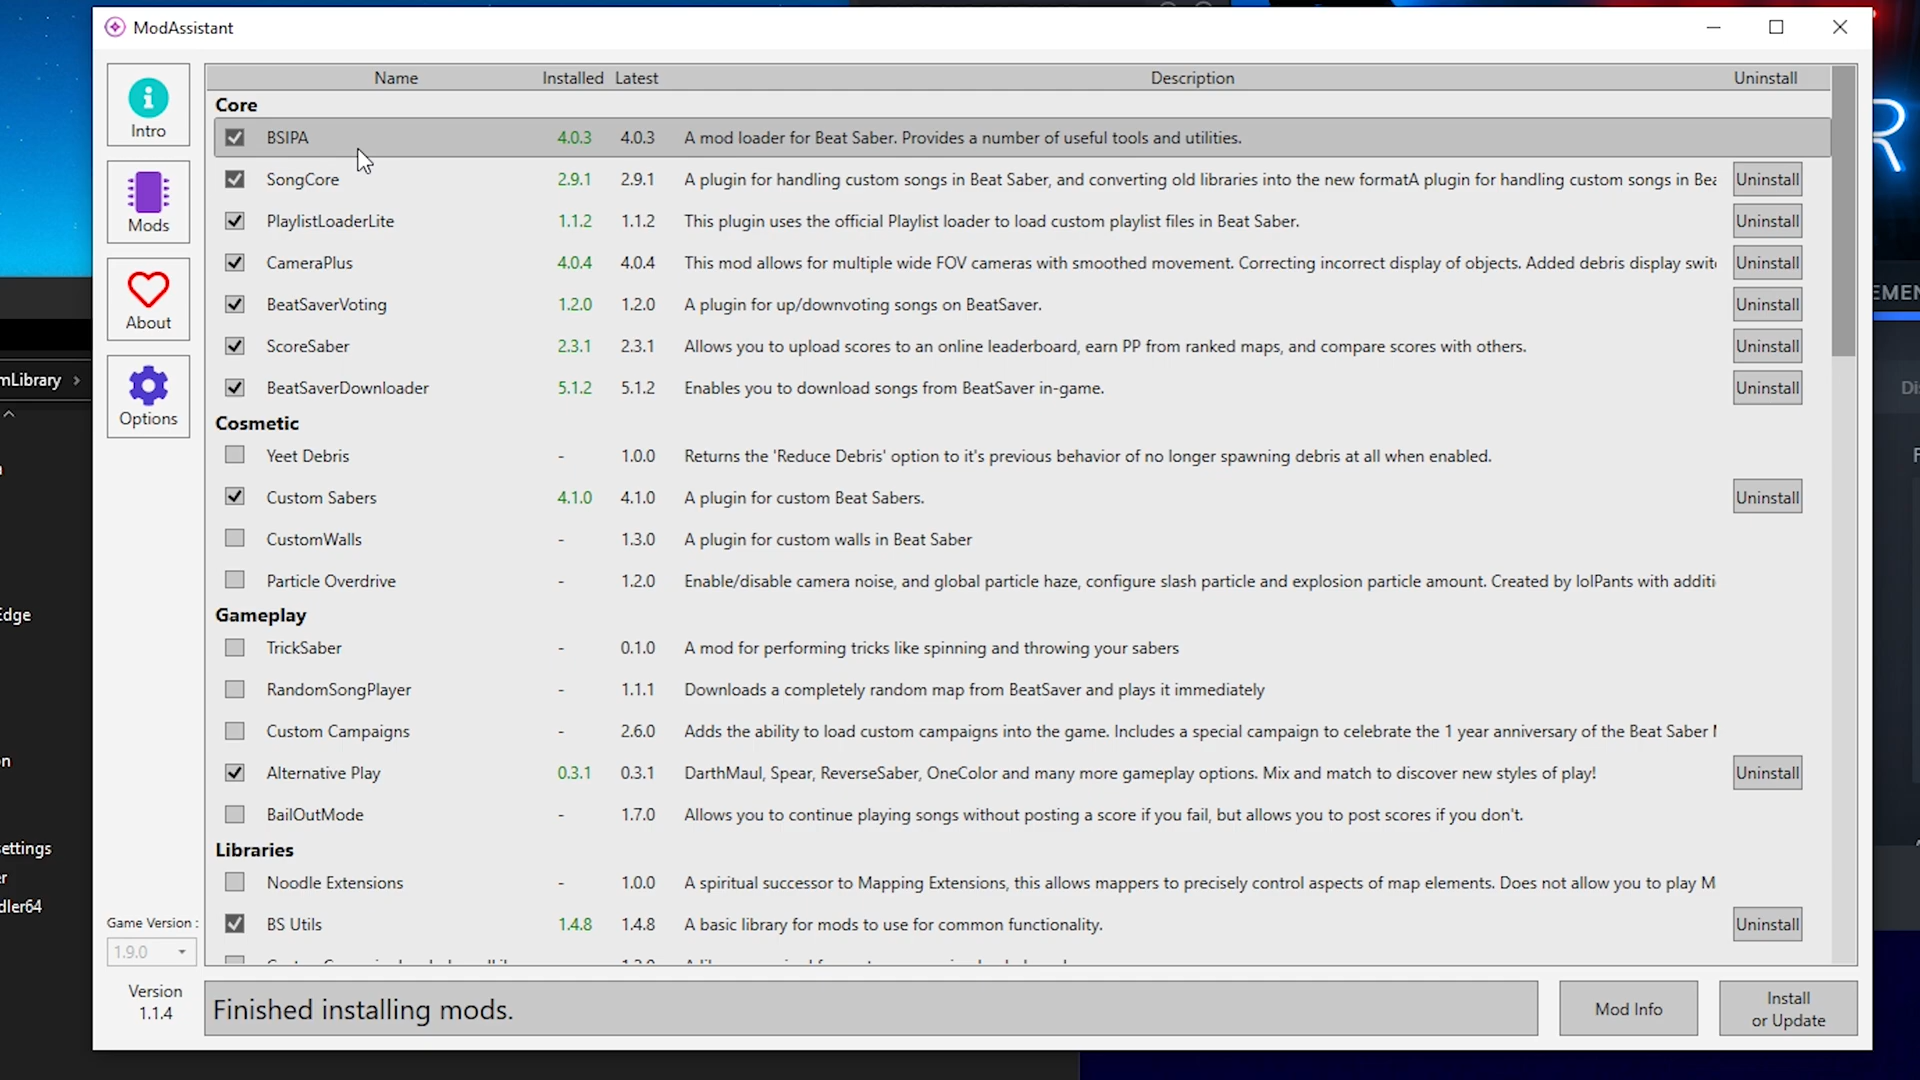 ModAssistant
Name Installed Latest Description Uninstall
Intro
Mods
About
Options
Core
BSIPA 4.0.3 4.0.3 A mod loader for Beat Saber. Provides a number of useful tools and utilities.
SongCore 2.9.1 2.9.1 A plugin for handling custom songs in Beat Saber, and converting old libraries into the new formatA plugin for handling custom songs in Bea Uninstall
PlaylistLoaderLite 1.1.2 1.1.2 This plugin uses the official Playlist loader to load custom playlist files in Beat Saber. Uninstall
CameraPlus 4.0.4 4.0.4 This mod allows for multiple wide FOV cameras with smoothed movement. Correcting incorrect display of objects. Added debris display swit Uninstall
BeatSaverVoting 1.2.0 1.2.0 A plugin for up/downvoting songs on BeatSaver. Uninstall
ScoreSaber 2.3.1 2.3.1 Allows you to upload scores to an online leaderboard, earn PP from ranked maps, and compare scores with others. Uninstall
BeatSaverDownloader 5.1.2 5.1.2 Enables you to download songs from BeatSaver in-game. Uninstall
Cosmetic
Yeet Debris - 1.0.0 Returns the 'Reduce Debris' option to it's previous behavior of no longer spawning debris at all when enabled.
Custom Sabers 4.1.0 4.1.0 A plugin for custom Beat Sabers. Uninstall
CustomWalls - 1.3.0 A plugin for custom walls in Beat Saber
Particle Overdrive - 1.2.0 Enable/disable camera noise, and global particle haze, configure slash particle and explosion particle amount. Created by lolPants with additi
Gameplay
TrickSaber - 0.1.0 A mod for performing tricks like spinning and throwing your sabers
RandomSongPlayer - 1.1.1 Downloads a completely random map from BeatSaver and plays it immediately
Custom Campaigns - 2.6.0 Adds the ability to load custom campaigns into the game. Includes a special campaign to celebrate the 1 year anniversary of the Beat Saber
Alternative Play 0.3.1 0.3.1 DarthMaul, Spear, ReverseSaber, OneColor and many more gameplay options. Mix and match to discover new styles of play! Uninstall
BailOutMode - 1.7.0 Allows you to continue playing songs without posting a score if you fail, but allows you to post scores if you don't.
Libraries
Noodle Extensions - 1.0.0 A spiritual successor to Mapping Extensions, this allows mappers to precisely control aspects of map elements. Does not allow you to play M
BS Utils 1.4.8 1.4.8 A basic library for mods to use for common functionality. Uninstall
Game Version :
1.9.0
Version
1.1.4
Finished installing mods.
Mod Info
Install
or Update
mLibrary
Edge
on
settings
er
dler64
R
EMEN
Di